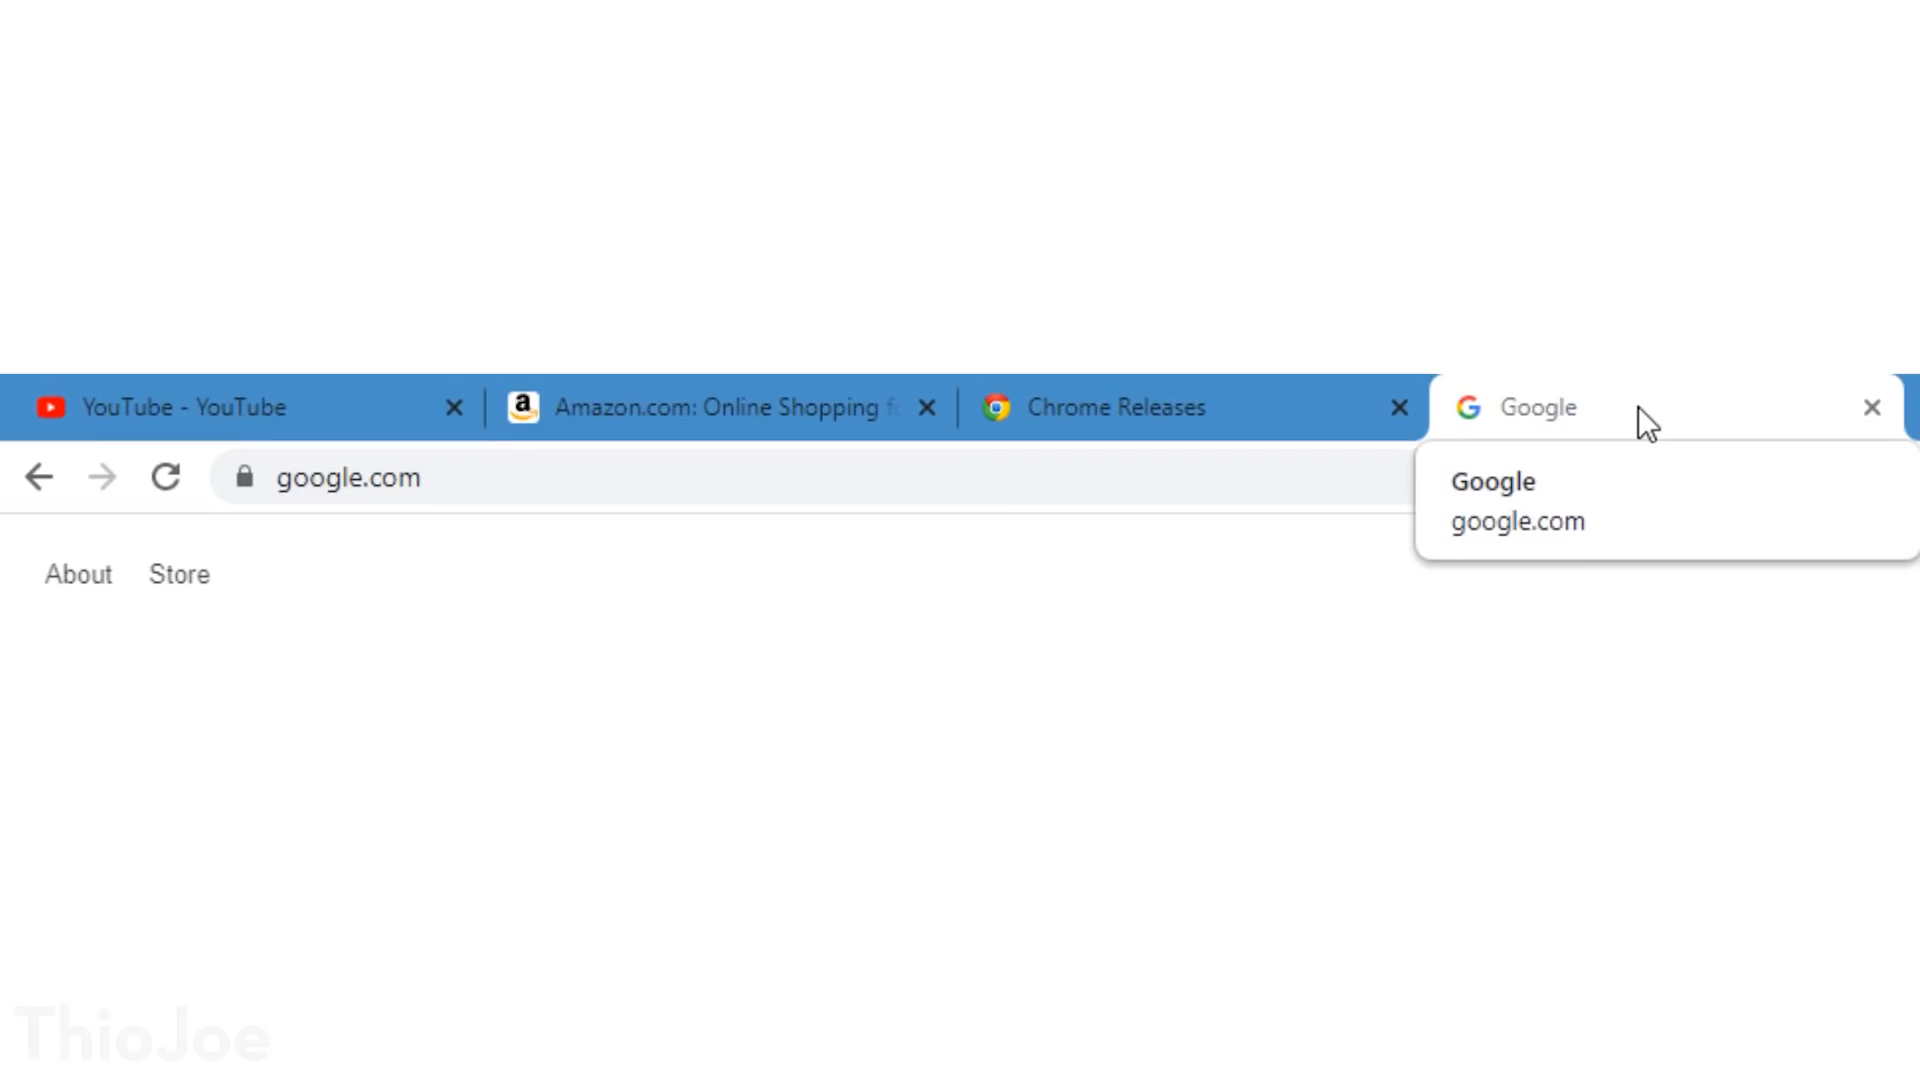 YouTube - YouTube
Amazon.com: Online Shopping
Chrome Releases
Google
google.com
Google
google.com
About Store
ThioJoe